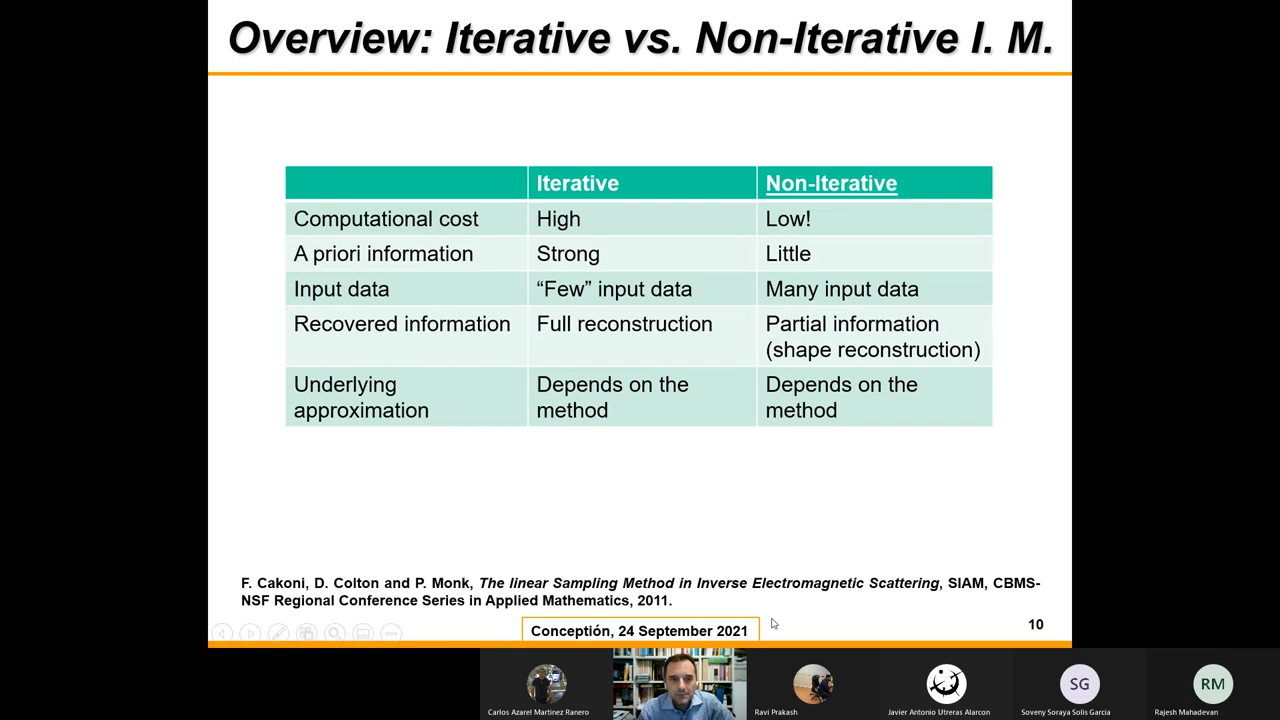 Overview: Iterative vs. Non-Iterative I. M.
Iterative Non-Iterative
Computational cost High Low!
A priori information Strong Little
Input data “Few” input data Many input data
Recovered information Full reconstruction Partial information
(shape reconstruction)
Underlying Depends on the Depends on the
approximation method method
F. Cakoni, D. Colton and P. Monk, The linear Sampling Method in Inverse Electromagnetic Scattering, SIAM, CBMS-
NSF Regional Conference Series in Applied Mathematics, 2011.
Conceptión, 24 September 2021
10
SG RM
Carlos Azarel Martinez Ranero Ravi Prakash Javier Antonio Utreras Alarcon Soveny Soraya Solis Garcia Rajesh Mahadevan